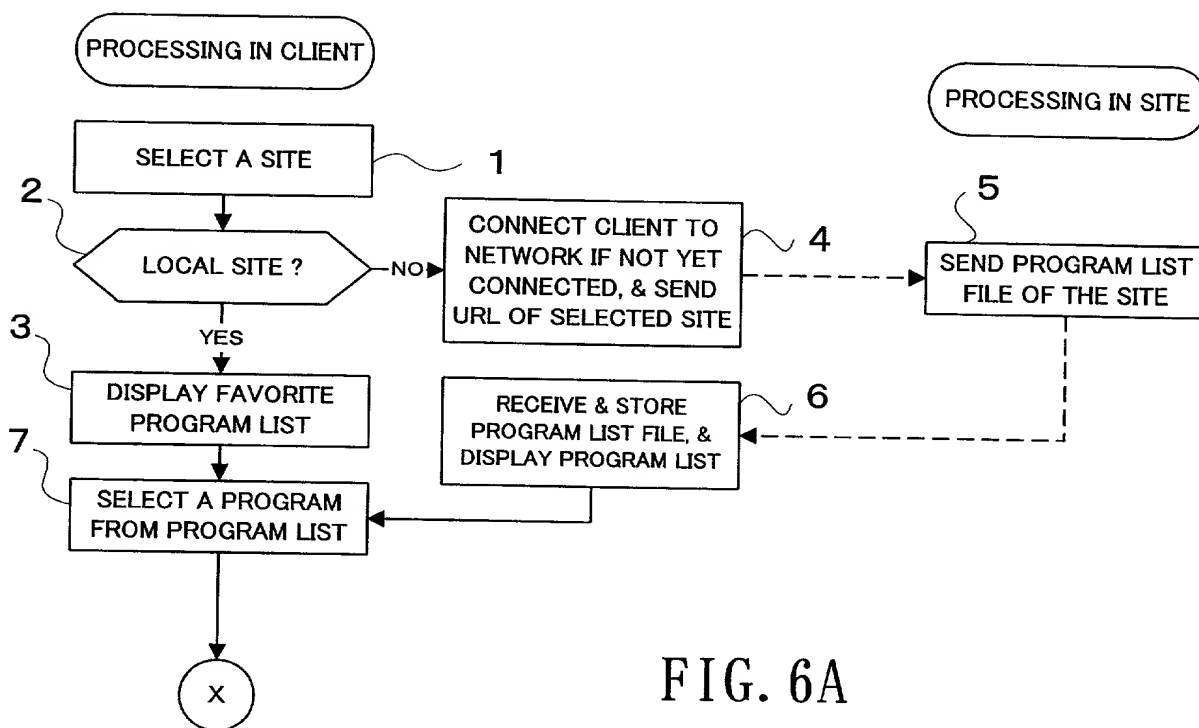 PROCESSING IN CLIENT
PROCESSING IN SITE
SELECT A SITE
1
2
LOCAL SITE ?
NO
CONNECT CLIENT TO
NETWORK IF NOT YET
CONNECTED, & SEND
URL OF SELECTED SITE
4
5
SEND PROGRAM LIST
FILE OF THE SITE
YES
3
DISPLAY FAVORITE
PROGRAM LIST
RECEIVE & STORE
PROGRAM LIST FILE, &
DISPLAY PROGRAM LIST
6
7
SELECT A PROGRAM
FROM PROGRAM LIST
X
FIG. 6A